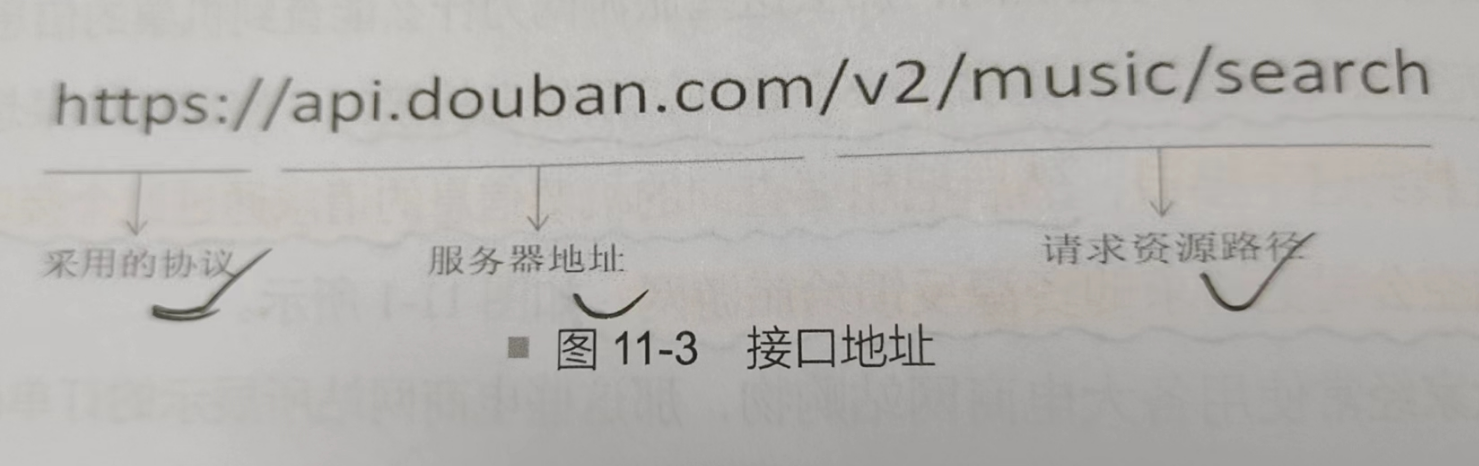 https://api.douban.com/v2/music/search
采用的协议 服务器地址 请求资源路径
■ 图 11-3 接口地址